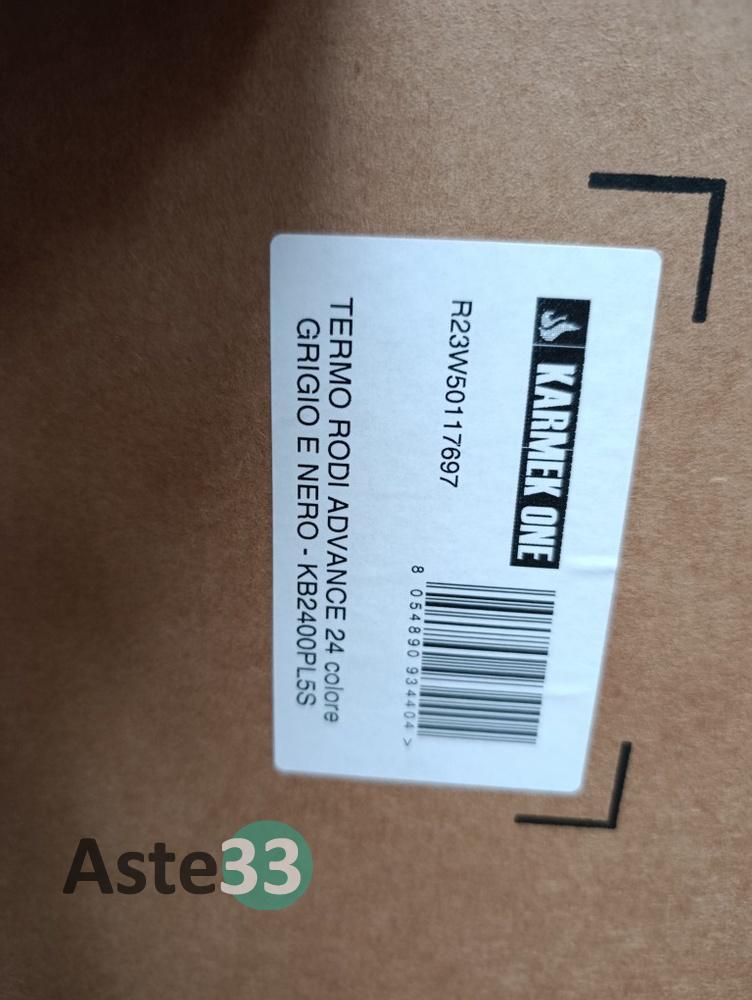 KARMEK ONE
R23W50117697
8 054890 934404 >
TERMO RODI ADVANCE 24 colore
GRIGIO E NERO - KB2400PL5S
Aste33